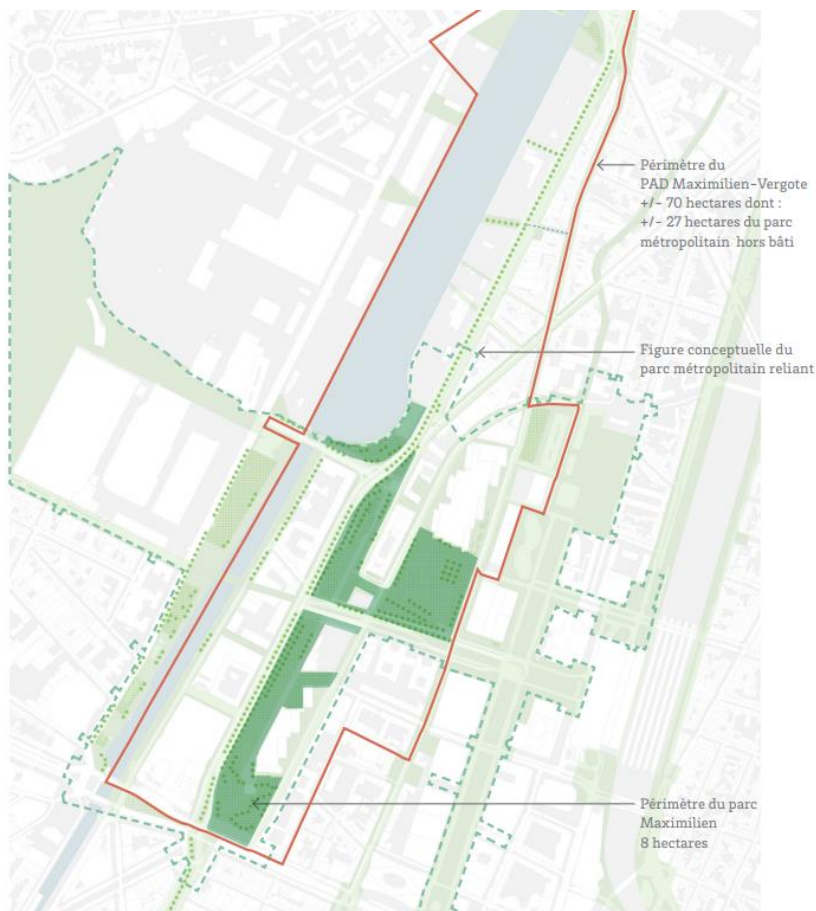 Périmètre du
PAD Maximilien-Vergote
+/- 70 hectares dont :
+/- 27 hectares du parc
métropolitain hors bâti
Figure conceptuelle du
parc métropolitain reliant
Périmètre du parc
Maximilien
8 hectares